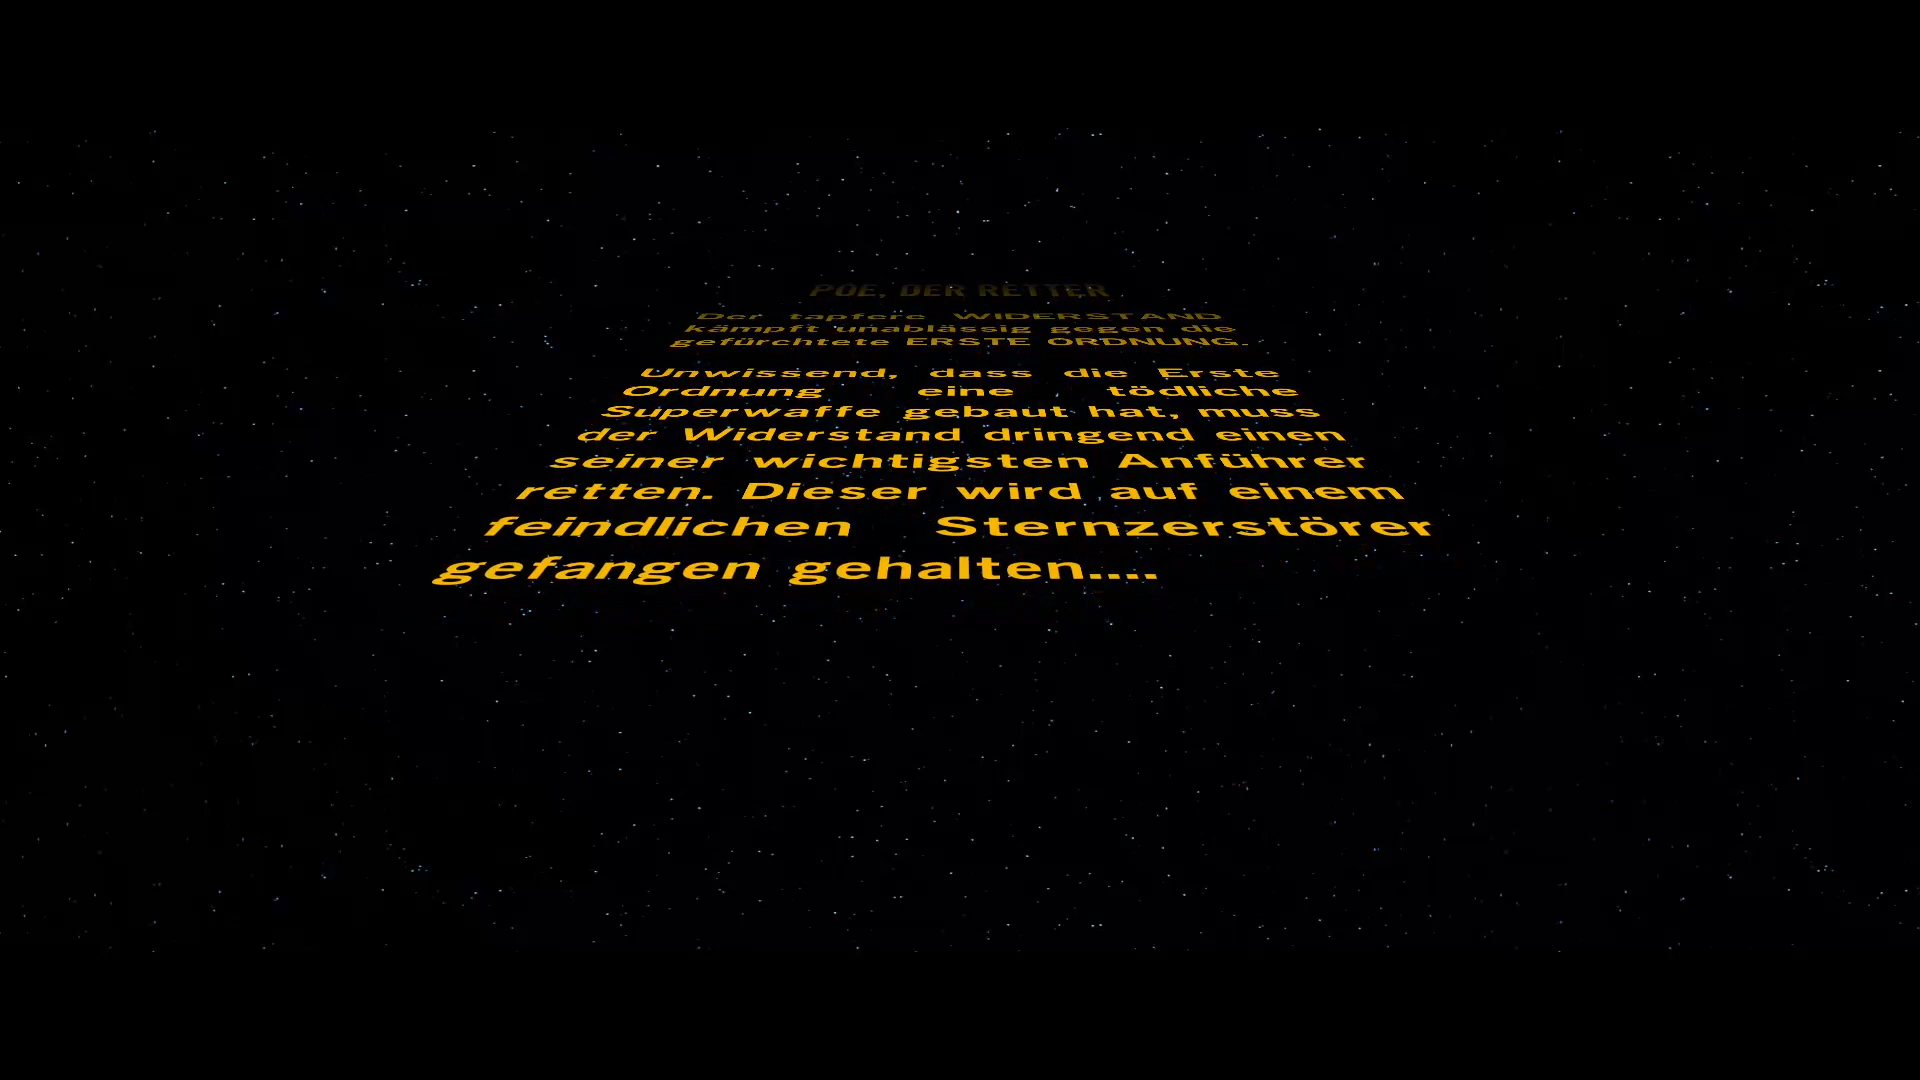 POE, DER RETTER
Der tapfere WIDERSTAND
kämpft unablässig gegen die
gefürchtete ERSTE ORDNUNG.
Unwissend, dass die Erste
Ordnung eine tödliche
Superwaffe gebaut hat, muss
der Widerstand dringend einen
seiner wichtigsten Anführer
retten. Dieser wird auf einem
feindlichen Sternzerstörer
gefangen gehalten....